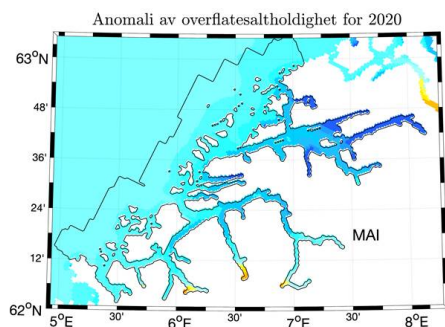 Anomali av overflatesaltholdighet for 2020
63°N
48'
36'
24'
12'
62°N
MAI
5°E
30'
6°E
30'
7°E
30'
8°E